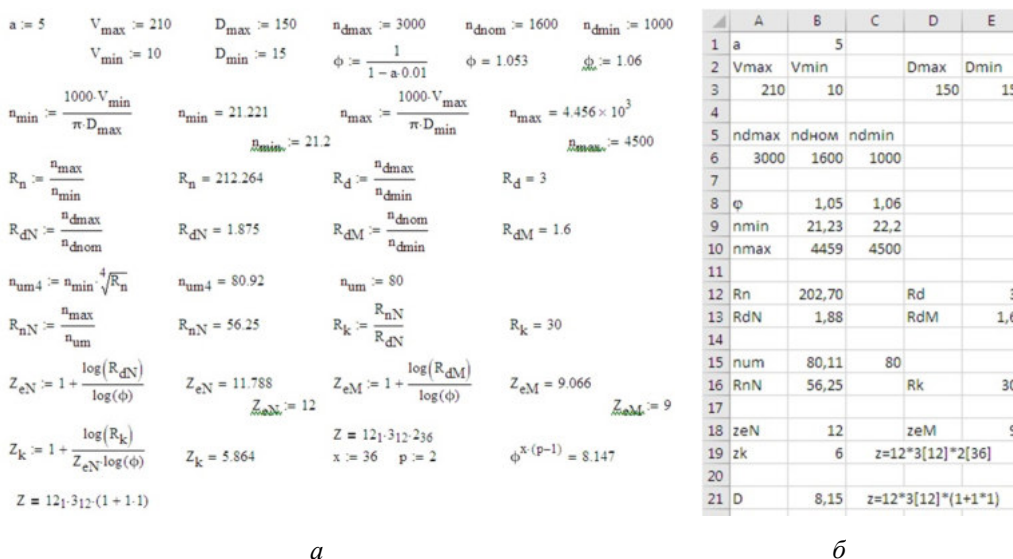 a := 5 V_max := 210 D_max := 150 n_dmax := 3000 n_dnom := 1600 n_dmin := 1000
V_min := 10 D_min := 15 ϕ := 1/(1 − a·0.01) ϕ = 1.053 ϕ := 1.06
n_min := 1000·V_min/(π·D_max) n_min = 21.221 n_max := 1000·V_max/(π·D_min) n_max = 4.456 × 10^3
n_min := 21.2 n_max := 4500
R_n := n_max/n_min R_n = 212.264 R_d := n_dmax/n_dmin R_d = 3
R_dN := n_dmax/n_dnom R_dN = 1.875 R_dM := n_dnom/n_dmin R_dM = 1.6
n_um4 := n_min·∜R_n n_um4 = 80.92 n_um := 80
R_nN := n_max/n_um R_nN = 56.25 R_k := R_nN/R_dN R_k = 30
Z_eN := 1 + log(R_dN)/log(ϕ) Z_eN = 11.788 Z_eM := 1 + log(R_dM)/log(ϕ) Z_eM = 9.066
Z_eN := 12 Z_eM := 9
Z_k := 1 + log(R_k)/(Z_eN·log(ϕ)) Z_k = 5.864 Z = 12_1·3_12·2_36
x := 36 p := 2 ϕ^(x·(p−1)) = 8.147
Z = 12_1·3_12·(1 + 1·1)
а
A B C D E
1 a 5
2 Vmax Vmin Dmax Dmin
3 210 10 150 15
4
5 ndmax ndном ndmin
6 3000 1600 1000
7
8 φ 1,05 1,06
9 nmin 21,23 22,2
10 nmax 4459 4500
11
12 Rn 202,70 Rd 3
13 RdN 1,88 RdM 1,6
14
15 num 80,11 80
16 RnN 56,25 Rk 30
17
18 zeN 12 zeM 9
19 zk 6 z=12*3[12]*2[36]
20
21 D 8,15 z=12*3[12]*(1+1*1)
б